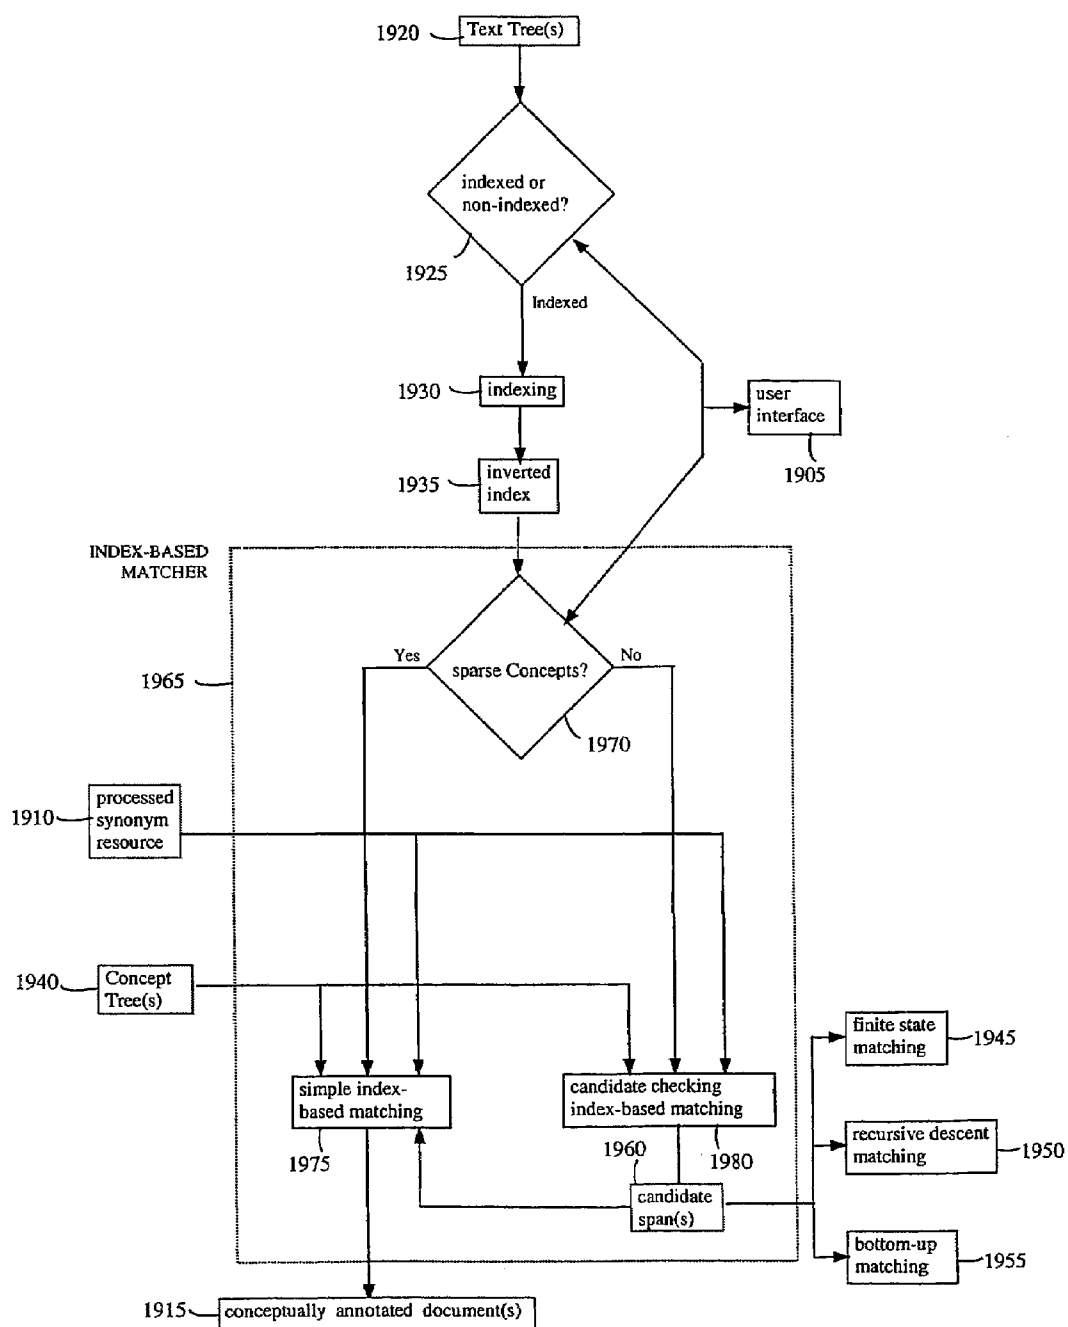 1920
Text Tree(s)
indexed or
non-indexed?
1925
Indexed
1930
indexing
user
interface
1905
1935
inverted
index
INDEX-BASED
MATCHER
Yes
sparse Concepts?
No
1965
1970
1910
processed
synonym
resource
1940
Concept
Tree(s)
finite state
matching
1945
simple index-
based matching
1975
candidate checking
index-based matching
1960
1980
recursive descent
matching
1950
candidate
span(s)
bottom-up
matching
1955
1915
conceptually annotated document(s)